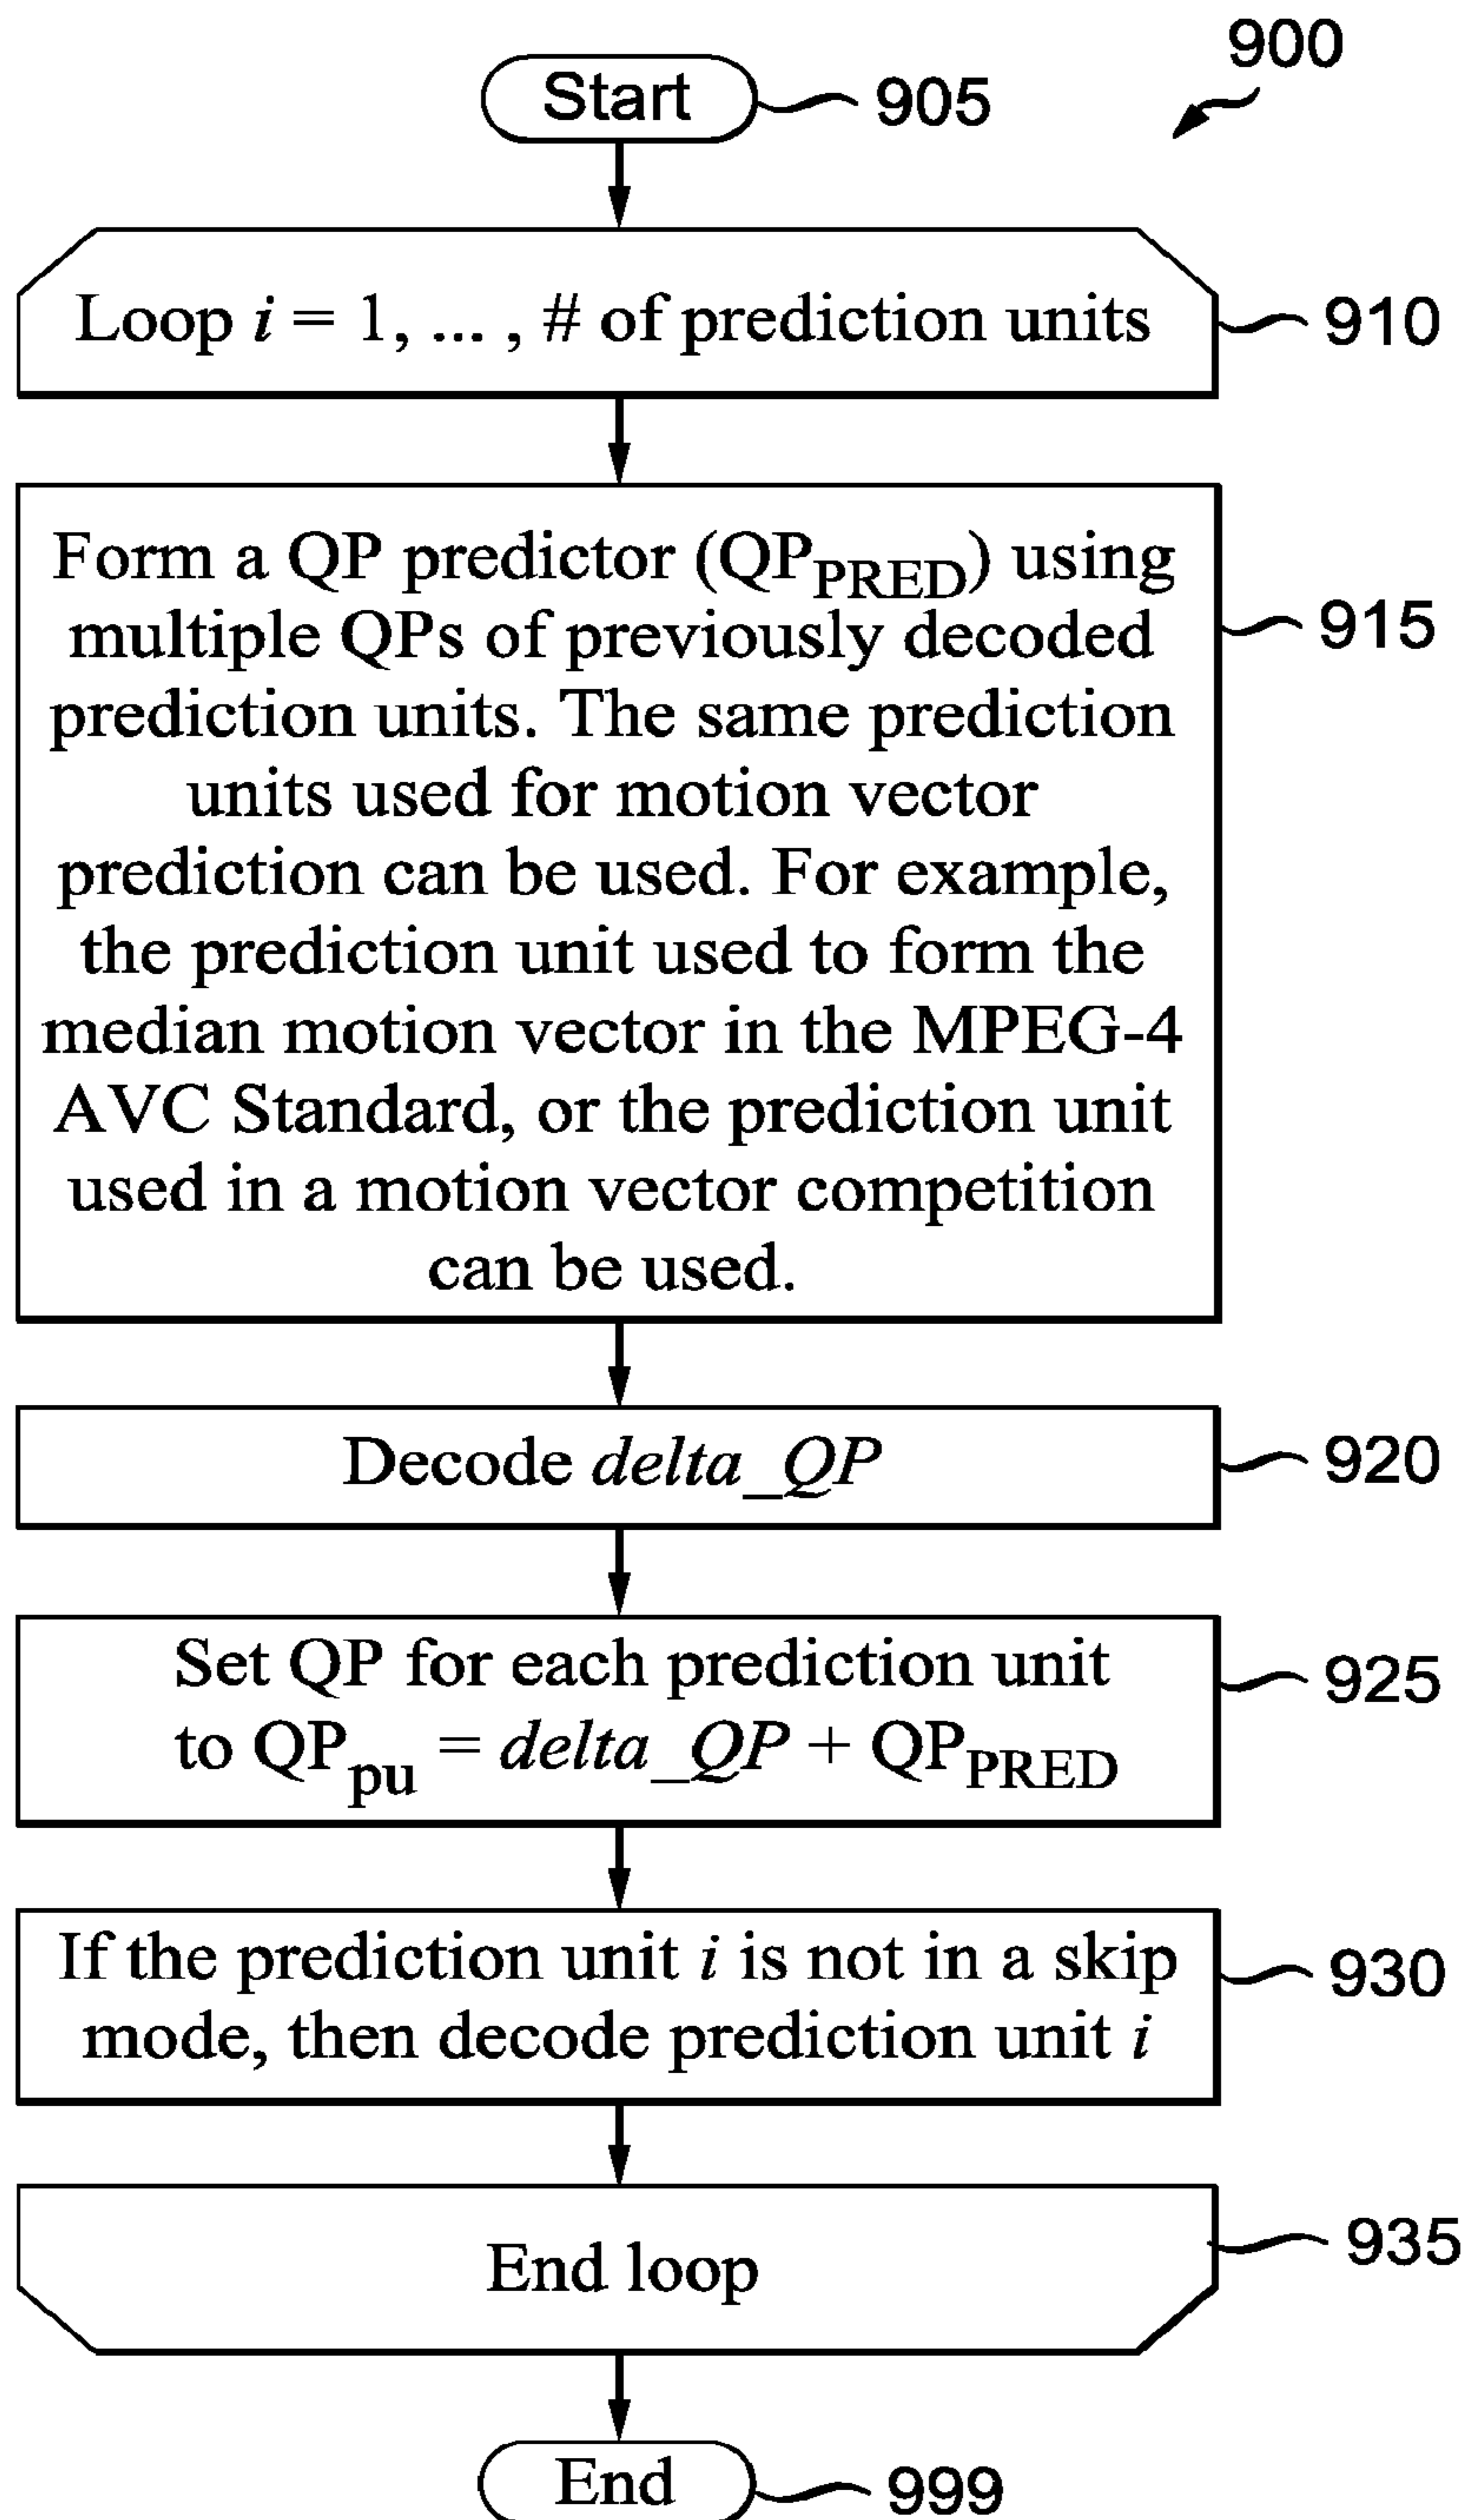 900
Start
905
Loop i = 1, ... , # of prediction units
910
Form a QP predictor (QPPRED) using
multiple QPs of previously decoded
prediction units. The same prediction
units used for motion vector
prediction can be used. For example,
the prediction unit used to form the
median motion vector in the MPEG-4
AVC Standard, or the prediction unit
used in a motion vector competition
can be used.
915
Decode delta_QP
920
Set QP for each prediction unit
to QPpu = delta_QP + QPPRED
925
If the prediction unit i is not in a skip
mode, then decode prediction unit i
930
End loop
935
End
999